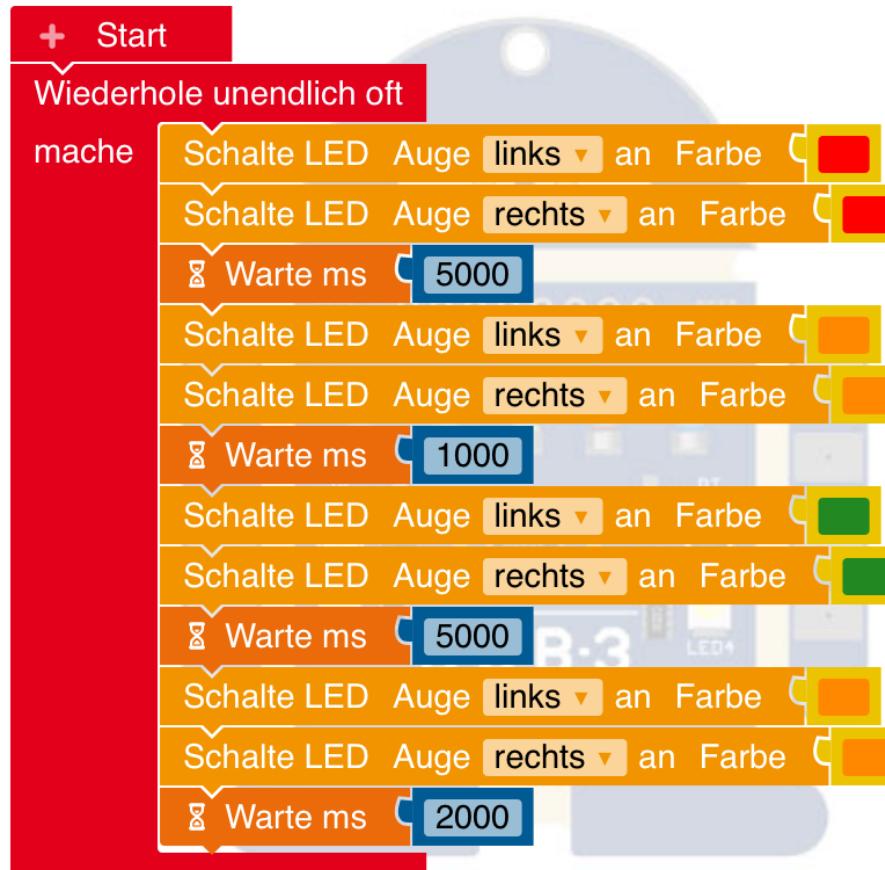 + Start
Wiederhole unendlich oft
mache
Schalte LED Auge links an Farbe
Schalte LED Auge rechts an Farbe
Warte ms 5000
Schalte LED Auge links an Farbe
Schalte LED Auge rechts an Farbe
Warte ms 1000
Schalte LED Auge links an Farbe
Schalte LED Auge rechts an Farbe
Warte ms 5000
B-3
LED4
Schalte LED Auge links an Farbe
Schalte LED Auge rechts an Farbe
Warte ms 2000